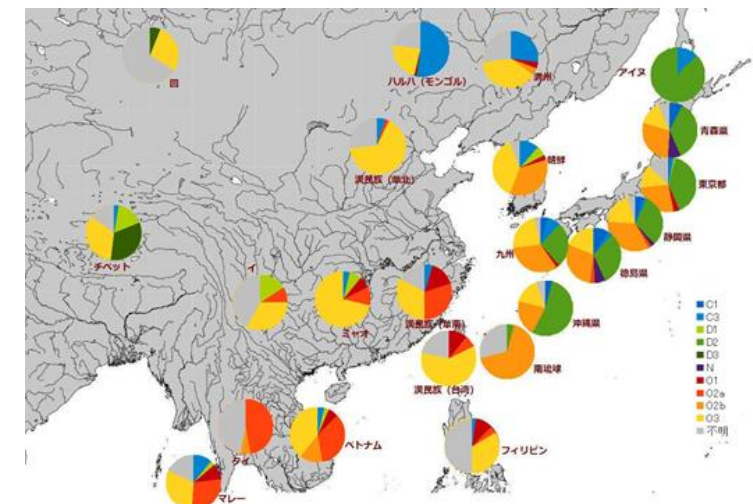 回
ハルハ（モンゴル）
満州
アイヌ
青森県
漢民族（華北）
朝鮮
東京都
静岡県
九州
徳島県
チベット
イ
ミャオ
漢民族（華南）
沖縄県
南琉球
漢民族（台湾）
タイ
ベトナム
フィリピン
マレー
C1
C3
D1
D2
D3
N
O1
O2a
O2b
O3
不明